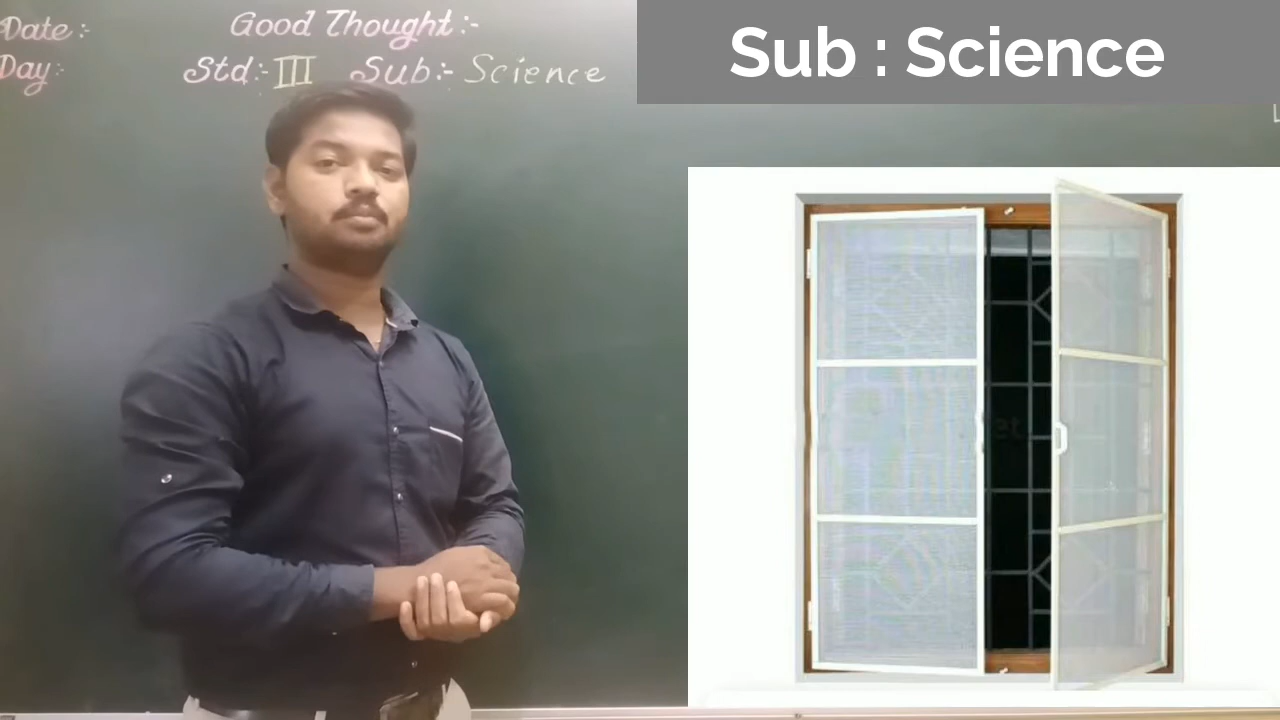 Date :-
Good Thought :-
Sub : Science
Day:-
Std:- III Sub:- Science